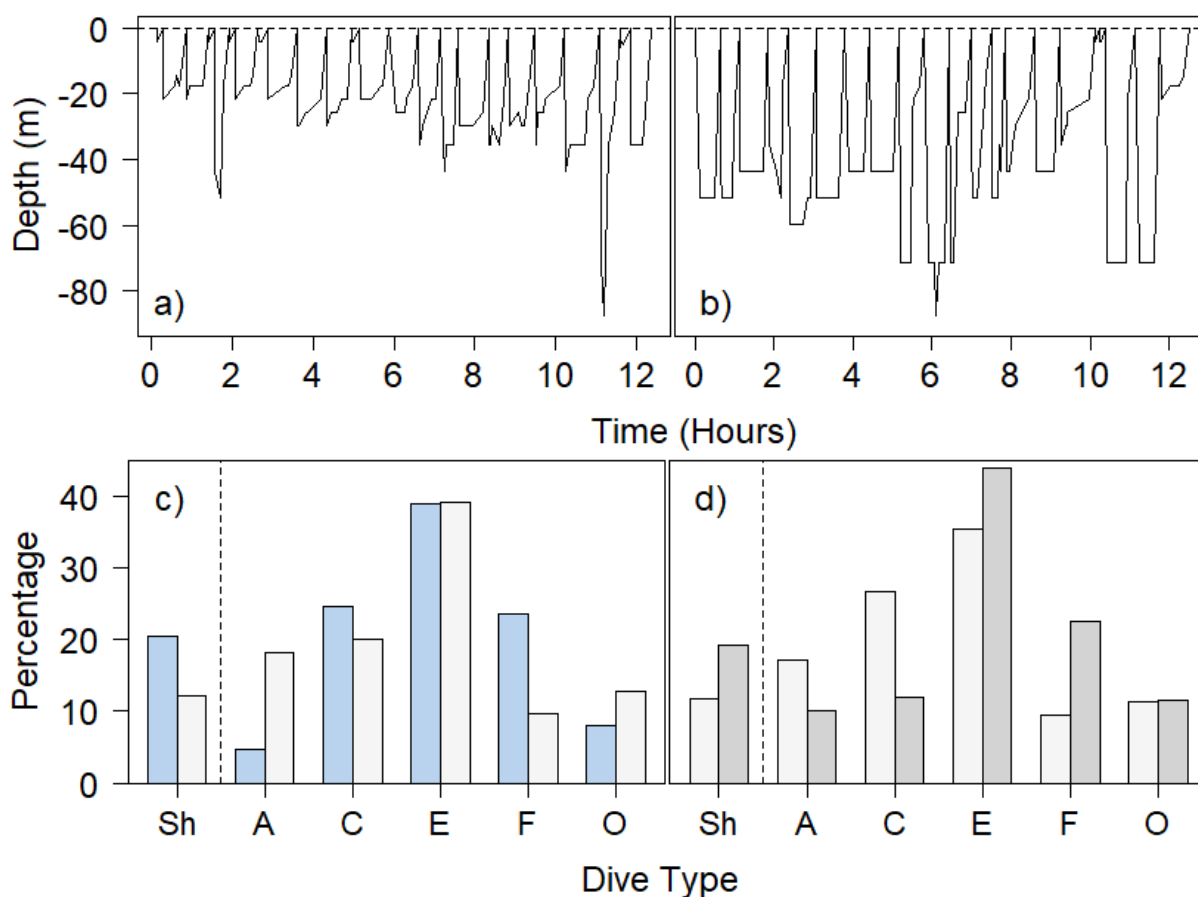 Depth (m)
0
-20
-40
-60
-80
a)
b)
0 2 4 6 8 10 12
0 2 4 6 8 10 12
Time (Hours)
Percentage
40
30
20
10
0
c)
d)
Sh A C E F O
Sh A C E F O
Dive Type